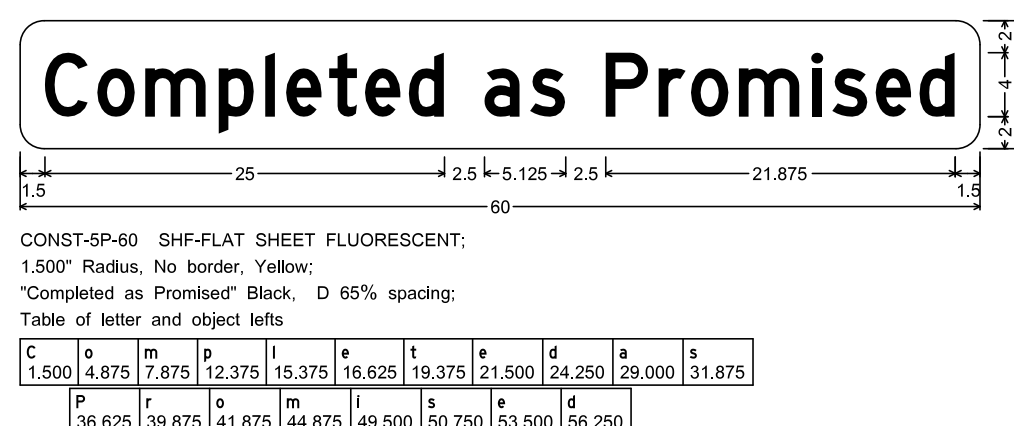 Completed as Promised
2
4
2
25 2.5 5.125 2.5 21.875
1.5 1.5
60
CONST-5P-60 SHF-FLAT SHEET FLUORESCENT;
1.500" Radius, No border, Yellow;
"Completed as Promised" Black, D 65% spacing;
Table of letter and object lefts
C o m p l e t e d a s
1.500 4.875 7.875 12.375 15.375 16.625 19.375 21.500 24.250 29.000 31.875
P r o m i s e d
36.625 39.875 41.875 44.875 49.500 50.750 53.500 56.250